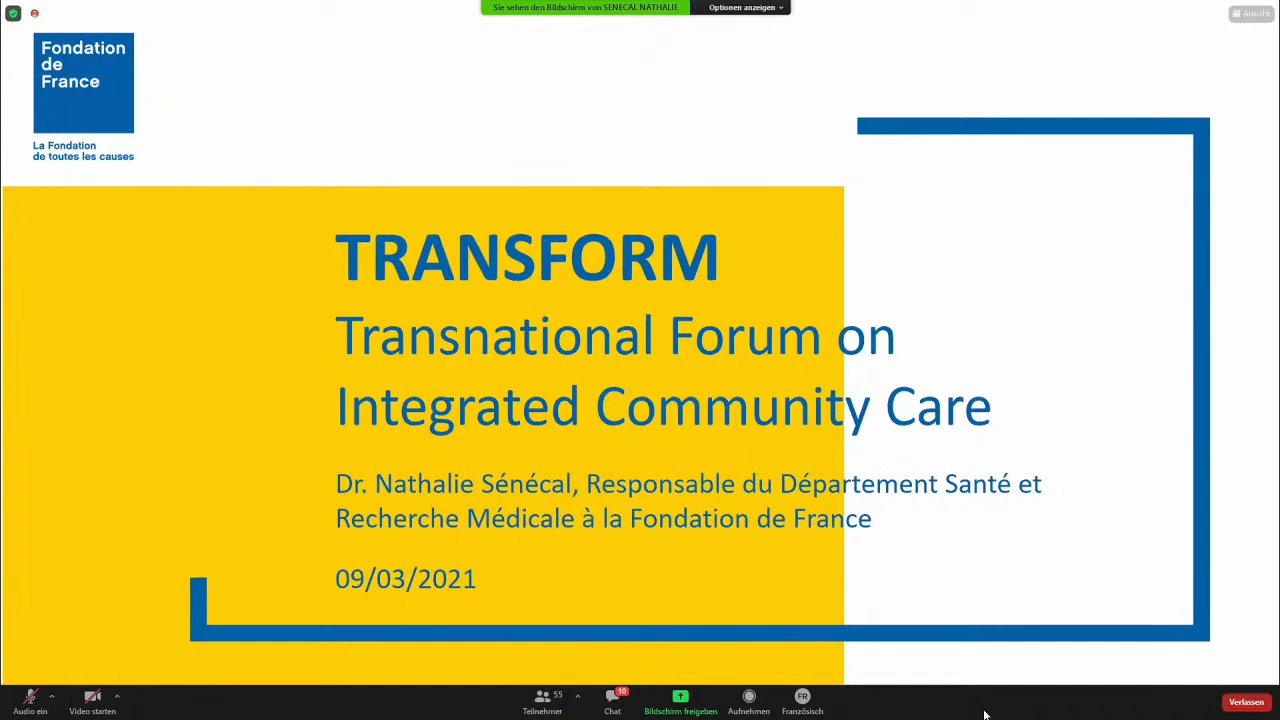 Sie sehen den Bildschirm von SENECAL NATHALIE
Optionen anzeigen
Ansicht
Fondation
de
France
La Fondation
de toutes les causes
TRANSFORM
Transnational Forum on
Integrated Community Care
Dr. Nathalie Sénécal, Responsable du Département Santé et
Recherche Médicale à la Fondation de France
09/03/2021
55
10
FR
Audio ein
Video starten
Teilnehmer
Chat
Bildschirm freigeben
Aufnehmen
Französisch
Verlassen